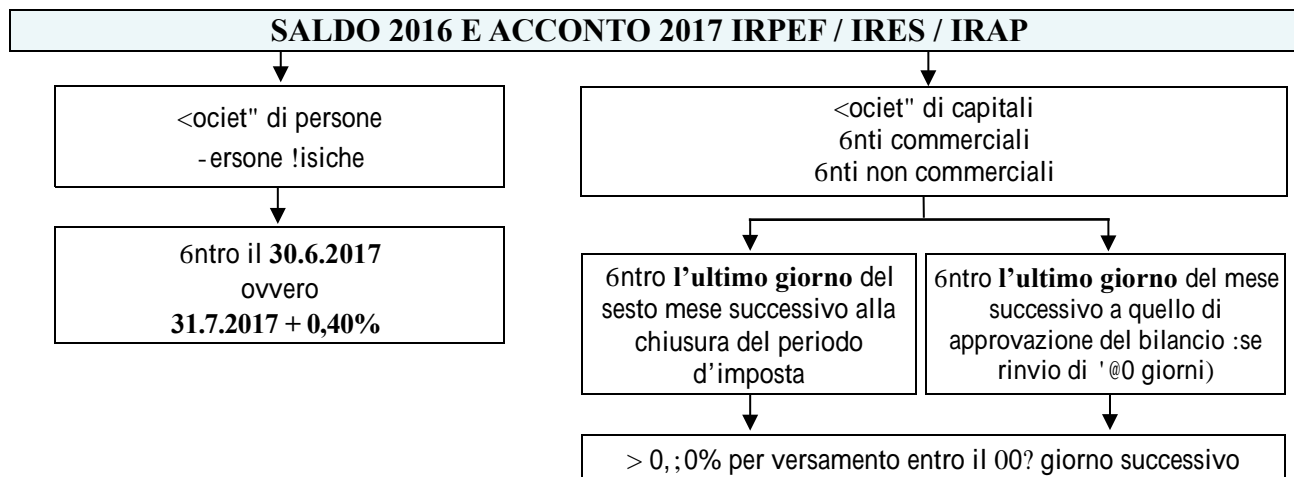 SALDO 2016 E ACCONTO 2017 IRPEF / IRES / IRAP
<ociet" di persone
-ersone !isiche
6ntro il 30.6.2017
ovvero
31.7.2017 + 0,40%
<ociet" di capitali
6nti commerciali
6nti non commerciali
6ntro l’ultimo giorno del
sesto mese successivo alla
chiusura del periodo
d’imposta
6ntro l’ultimo giorno del mese
successivo a quello di
approvazione del bilancio :se
rinvio di '@0 giorni)
> 0,;0% per versamento entro il 00? giorno successivo